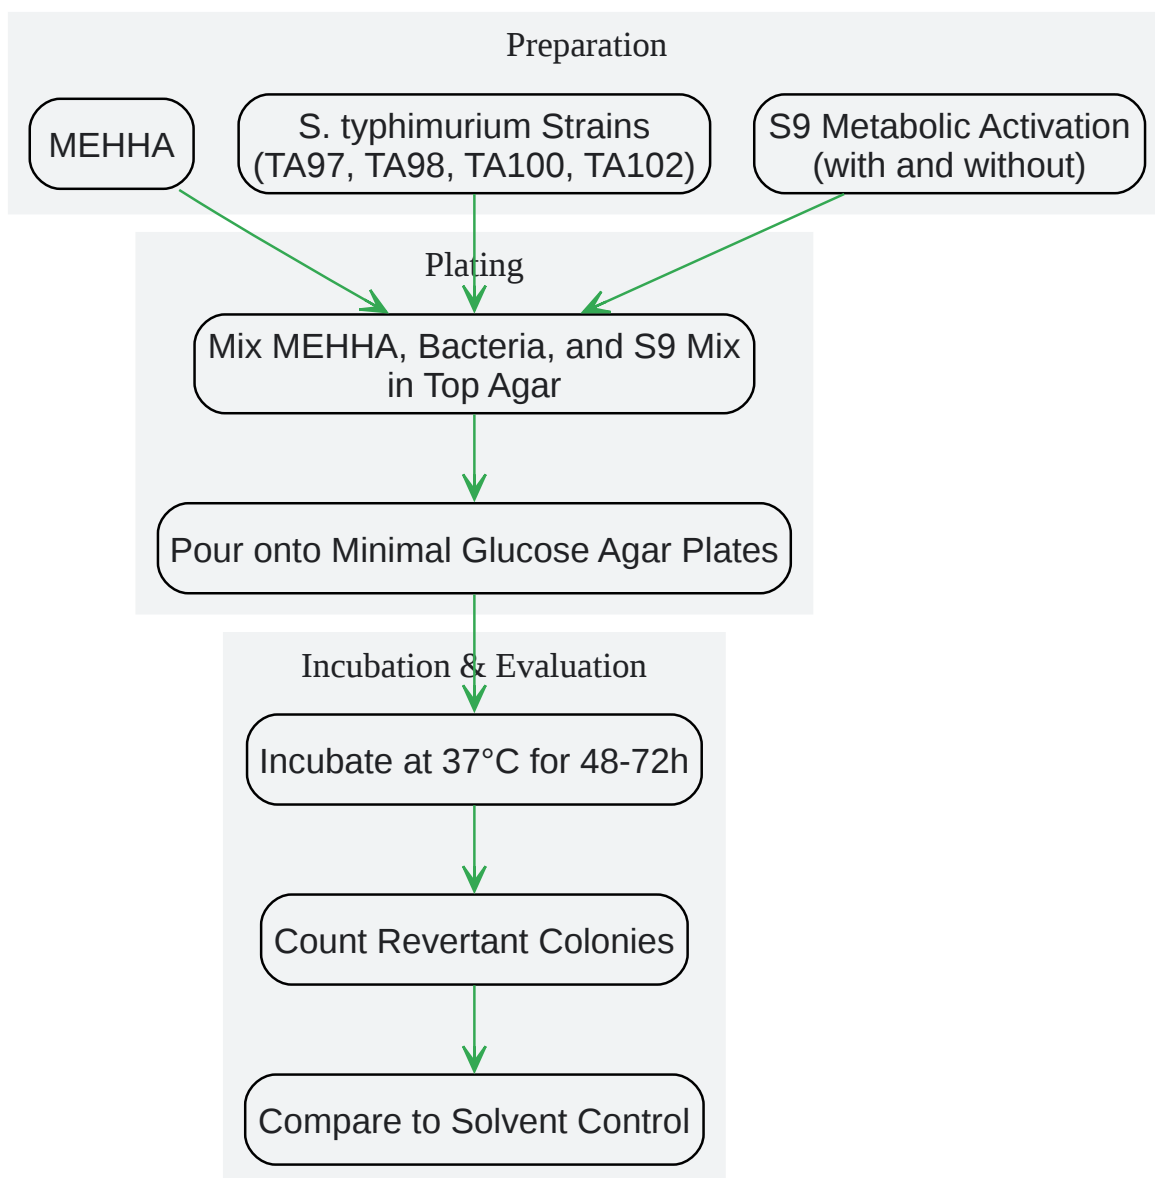 Preparation
MEHHA
S. typhimurium Strains
(TA97, TA98, TA100, TA102)
S9 Metabolic Activation
(with and without)
Plating
Mix MEHHA, Bacteria, and S9 Mix
in Top Agar
Pour onto Minimal Glucose Agar Plates
Incubation & Evaluation
Incubate at 37°C for 48-72h
Count Revertant Colonies
Compare to Solvent Control